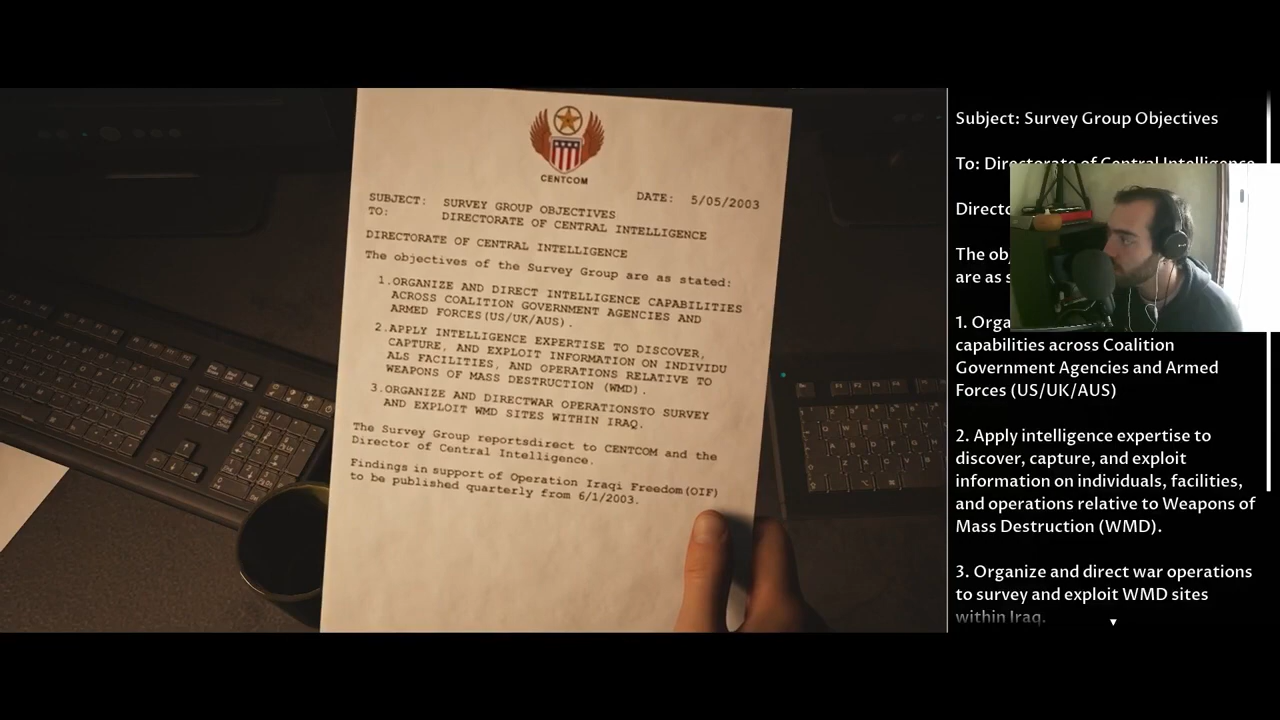 CENTCOM
DATE: 5/05/2003
SUBJECT: SURVEY GROUP OBJECTIVES
TO: DIRECTORATE OF CENTRAL INTELLIGENCE
DIRECTORATE OF CENTRAL INTELLIGENCE
The objectives of the Survey Group are as stated:
1.ORGANIZE AND DIRECT INTELLIGENCE CAPABILITIES
ACROSS COALITION GOVERNMENT AGENCIES AND
ARMED FORCES(US/UK/AUS).
2.APPLY INTELLIGENCE EXPERTISE TO DISCOVER,
CAPTURE, AND EXPLOIT INFORMATION ON INDIVIDU
ALS FACILITIES, AND OPERATIONS RELATIVE TO
WEAPONS OF MASS DESTRUCTION (WMD).
3.ORGANIZE AND DIRECTWAR OPERATIONSTO SURVEY
AND EXPLOIT WMD SITES WITHIN IRAQ.
The Survey Group reportsdirect to CENTCOM and the
Director of Central Intelligence.
Findings in support of Operation Iraqi Freedom(OIF)
to be published quarterly from 6/1/2003.
Subject: Survey Group Objectives
To: Directorate of Central Intelligence
The
are as
1.
capabilities across Coalition
Government Agencies and Armed
Forces (US/UK/AUS)
2. Apply intelligence expertise to
discover, capture, and exploit
information on individuals, facilities,
and operations relative to Weapons of
Mass Destruction (WMD).
3. Organize and direct war operations
to survey and exploit WMD sites
within Iraq.